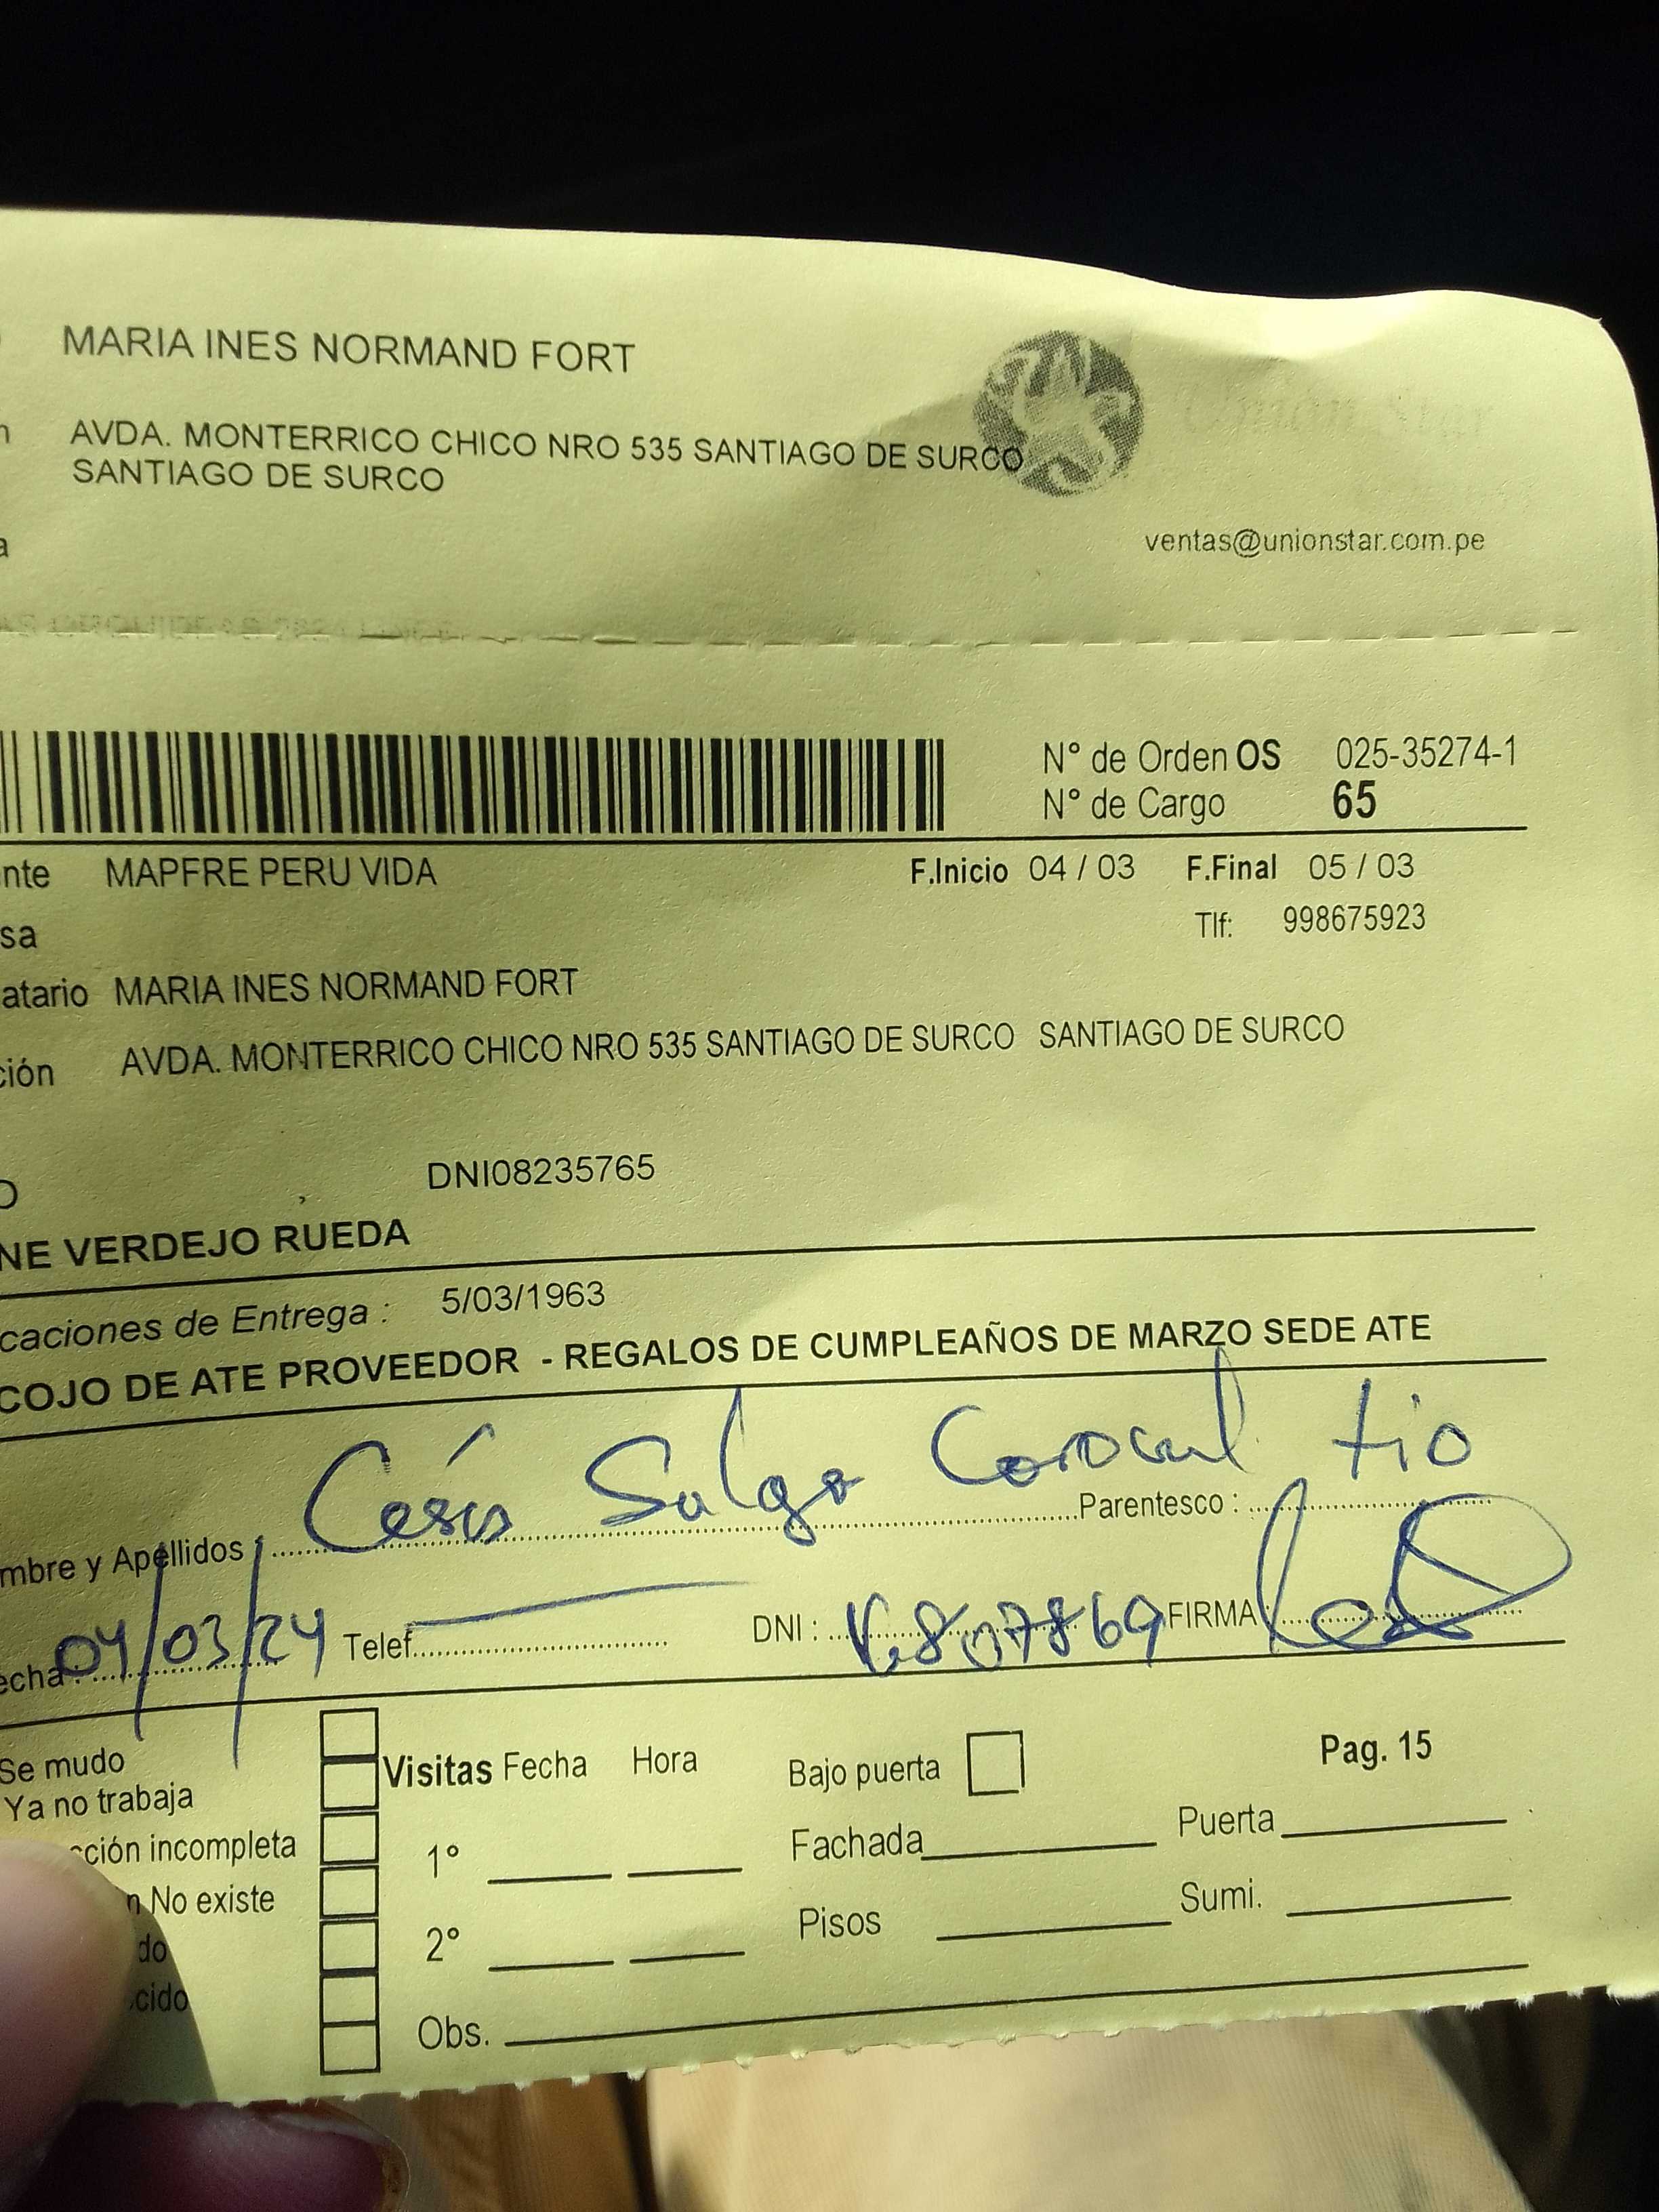 MARIA INES NORMAND FORT
AVDA. MONTERRICO CHICO NRO 535 SANTIAGO DE SURCO
SANTIAGO DE SURCO
Unión Star
ventas@unionstar.com.pe
N° de Orden OS 025-35274-1
N° de Cargo 65
nte MAPFRE PERU VIDA F.Inicio 04 / 03 F.Final 05 / 03
sa Tlf: 998675923
atario MARIA INES NORMAND FORT
ción AVDA. MONTERRICO CHICO NRO 535 SANTIAGO DE SURCO SANTIAGO DE SURCO
O DNI08235765
NE VERDEJO RUEDA
caciones de Entrega : 5/03/1963
COJO DE ATE PROVEEDOR - REGALOS DE CUMPLEAÑOS DE MARZO SEDE ATE
mbre y Apellidos : César Salgo Parentesco : tio
echa : 04/03/24 Telef. DNI : FIRMA
Se mudo Visitas Fecha Hora Bajo puerta Pag. 15
Ya no trabaja
cción incompleta 1° Fachada Puerta
n No existe
do 2° Pisos Sumi.
cido
Obs.